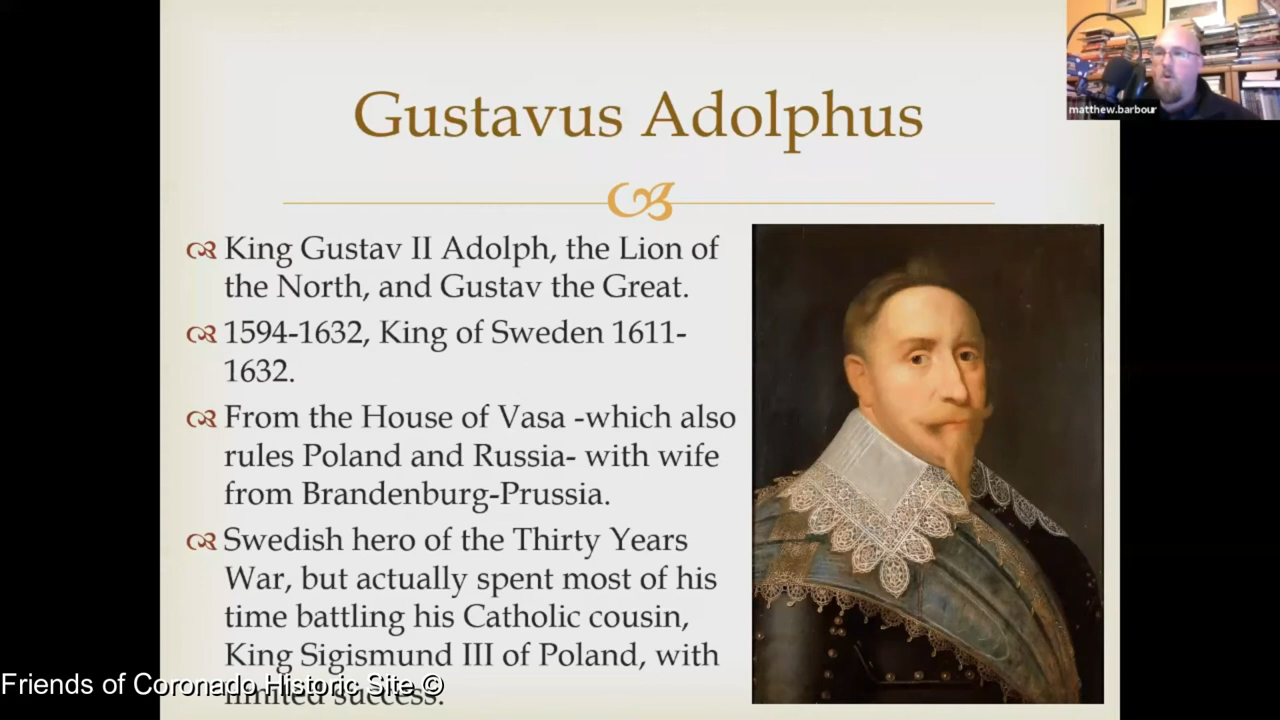 matthew.barbour
Gustavus Adolphus
King Gustav II Adolph, the Lion of
the North, and Gustav the Great.
1594-1632, King of Sweden 1611-
1632.
From the House of Vasa -which also
rules Poland and Russia- with wife
from Brandenburg-Prussia.
Swedish hero of the Thirty Years
War, but actually spent most of his
time battling his Catholic cousin,
King Sigismund III of Poland, with
limited success.
Friends of Coronado Historic Site ©